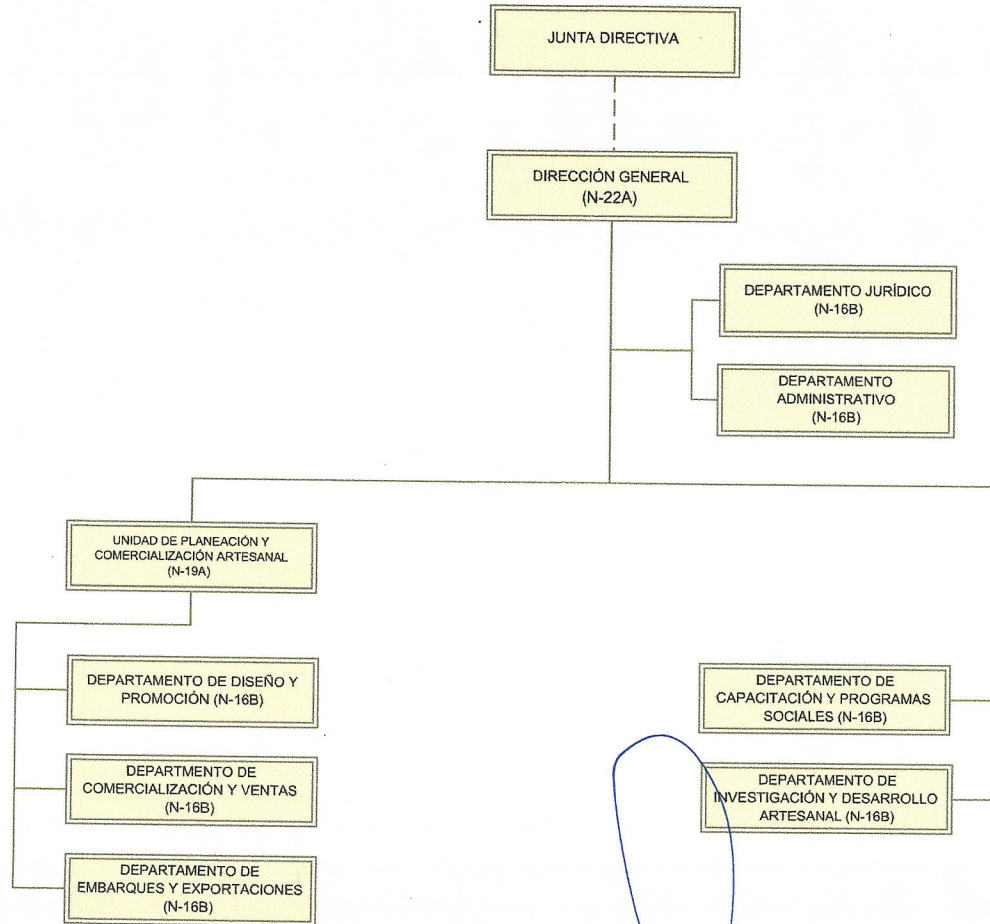 JUNTA DIRECTIVA
DIRECCIÓN GENERAL
(N-22A)
DEPARTAMENTO JURÍDICO
(N-16B)
DEPARTAMENTO
ADMINISTRATIVO
(N-16B)
UNIDAD DE PLANEACIÓN Y
COMERCIALIZACIÓN ARTESANAL
(N-19A)
DEPARTAMENTO DE DISEÑO Y
PROMOCIÓN (N-16B)
DEPARTMENTO DE
COMERCIALIZACIÓN Y VENTAS
(N-16B)
DEPARTAMENTO DE
EMBARQUES Y EXPORTACIONES
(N-16B)
DEPARTAMENTO DE
CAPACITACIÓN Y PROGRAMAS
SOCIALES (N-16B)
DEPARTAMENTO DE
INVESTIGACIÓN Y DESARROLLO
ARTESANAL (N-16B)